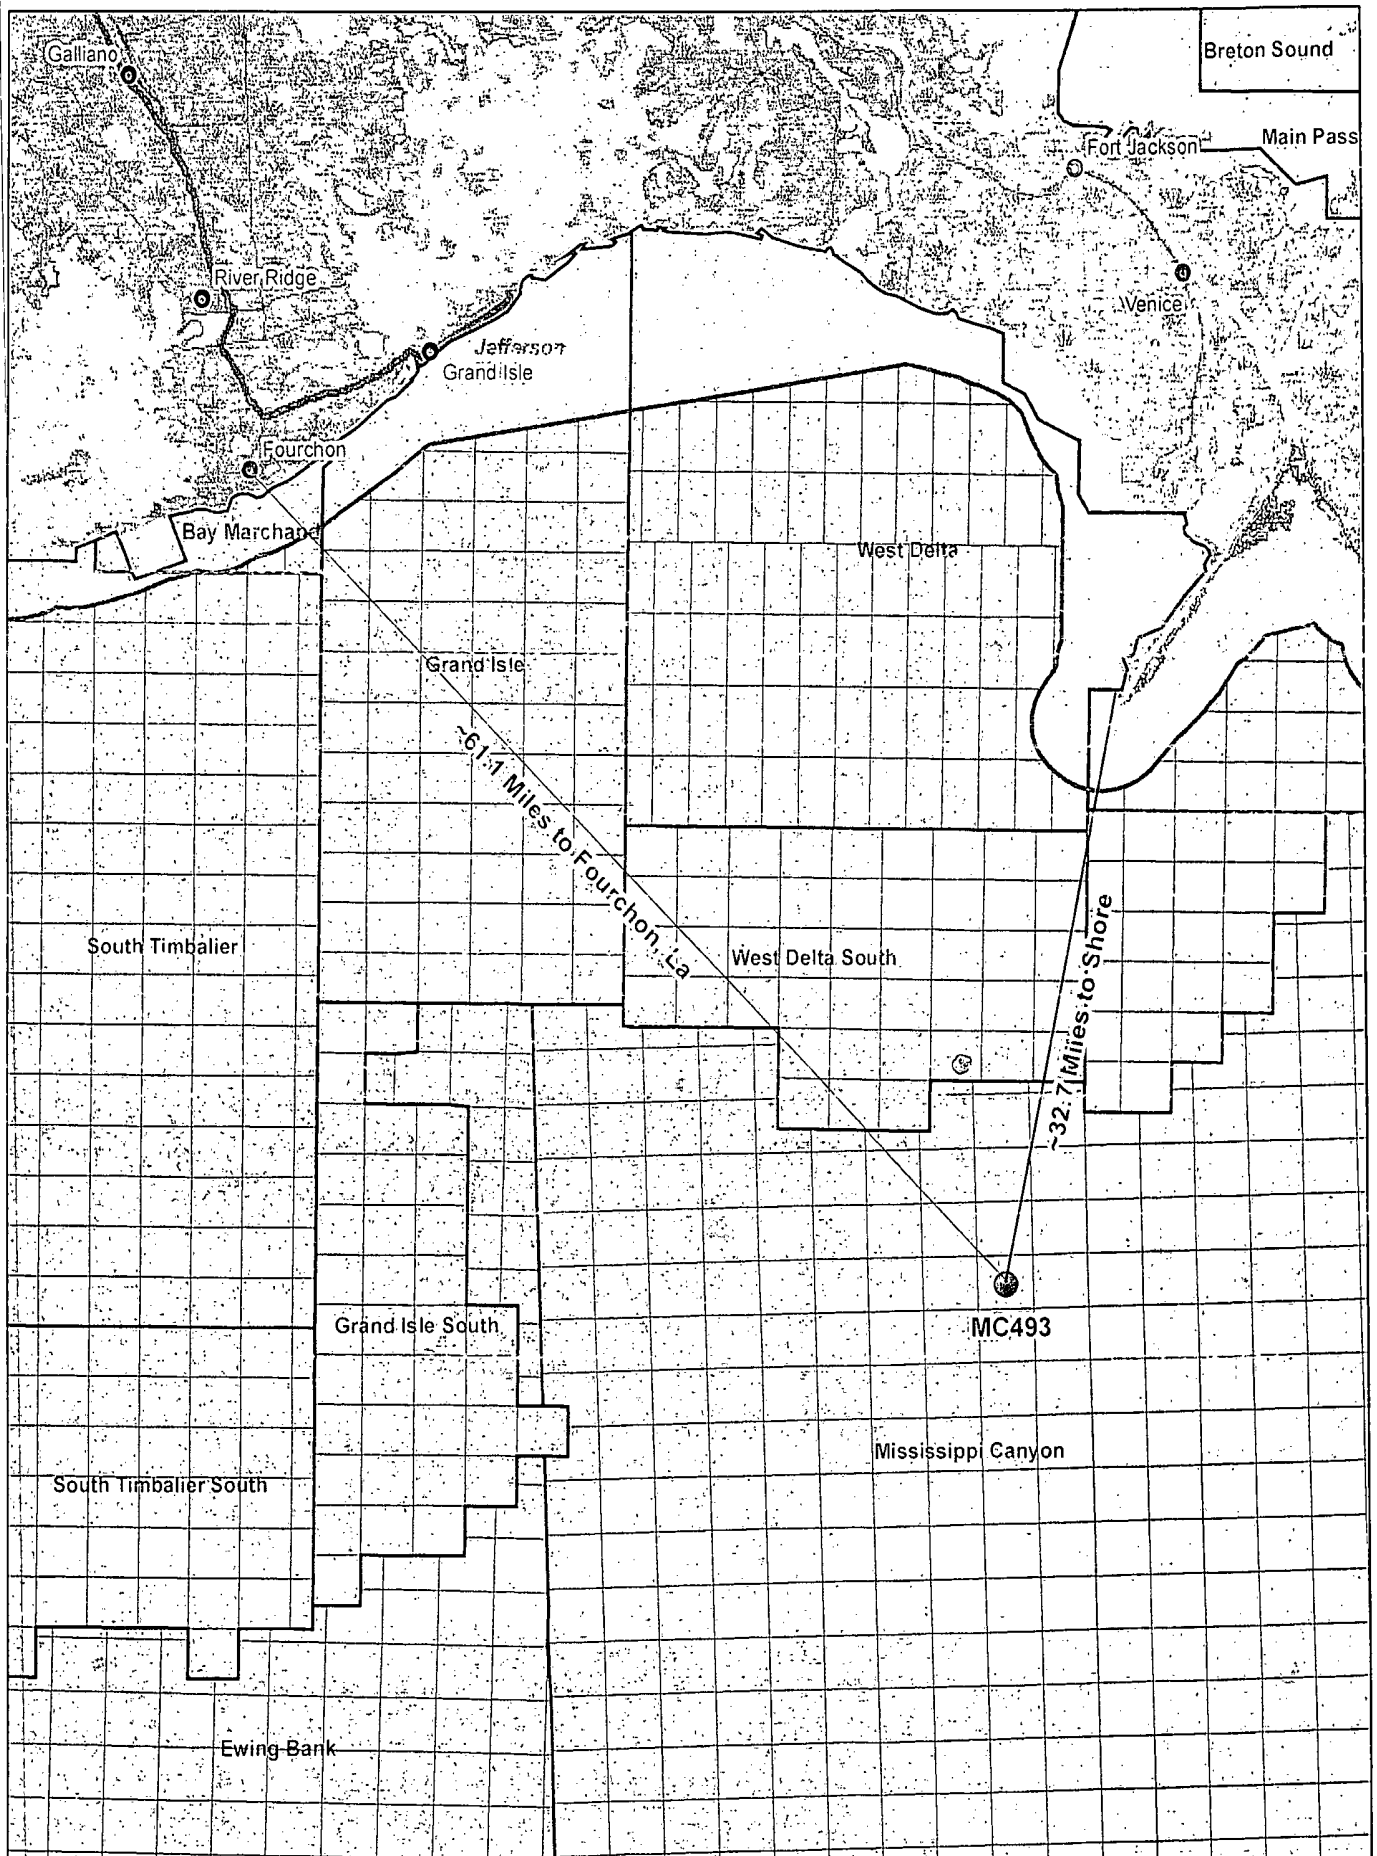 Galliano
Breton Sound
Main Pass
Fort Jackson
River Ridge
Venice
Jefferson
Grand Isle
Fourchon
Bay Marchand
West Delta
Grand Isle
~61.1 Miles to Fourchon, La
South Timbalier
West Delta South
~32.7 Miles to Shore
Grand Isle South
MC493
Mississippi Canyon
South Timbalier South
Ewing Bank